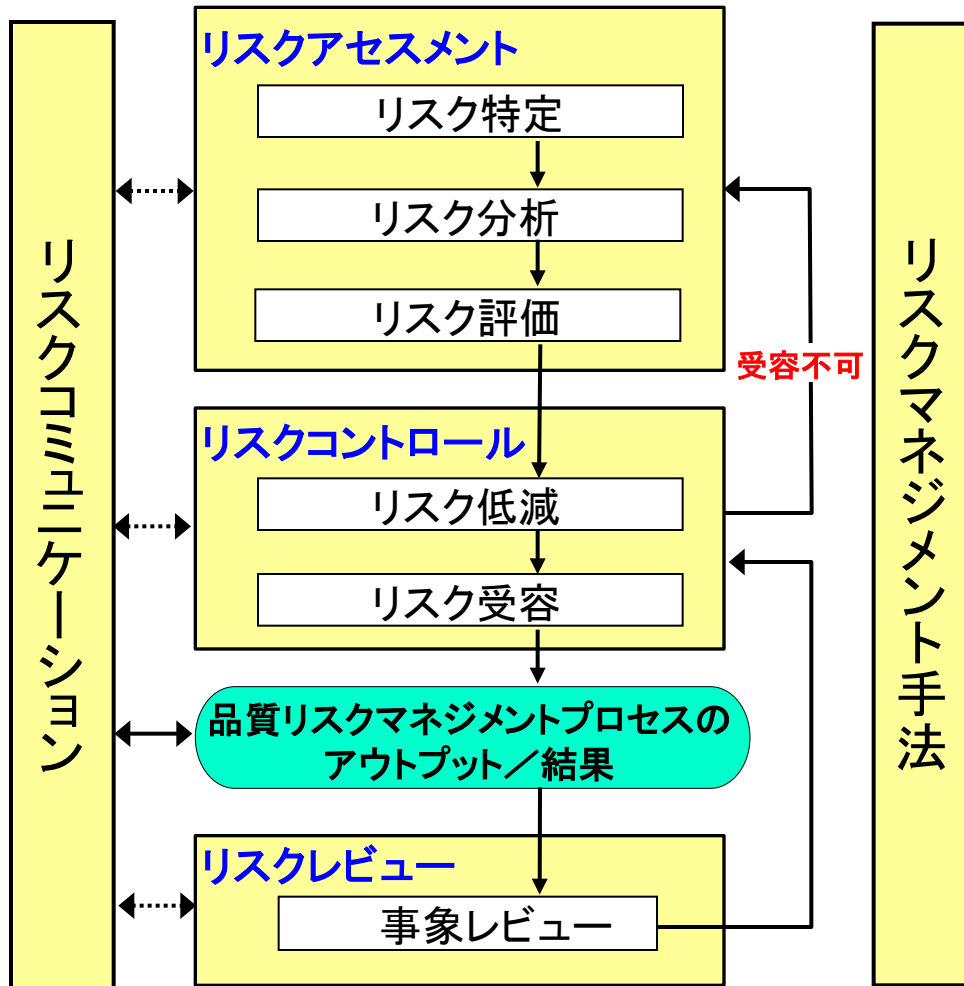 リスクコミュニケーション
リスクアセスメント
リスク特定
リスク分析
リスク評価
受容不可
リスクコントロール
リスク低減
リスク受容
品質リスクマネジメントプロセスの
アウトプット／結果
リスクレビュー
事象レビュー
リスクマネジメント手法